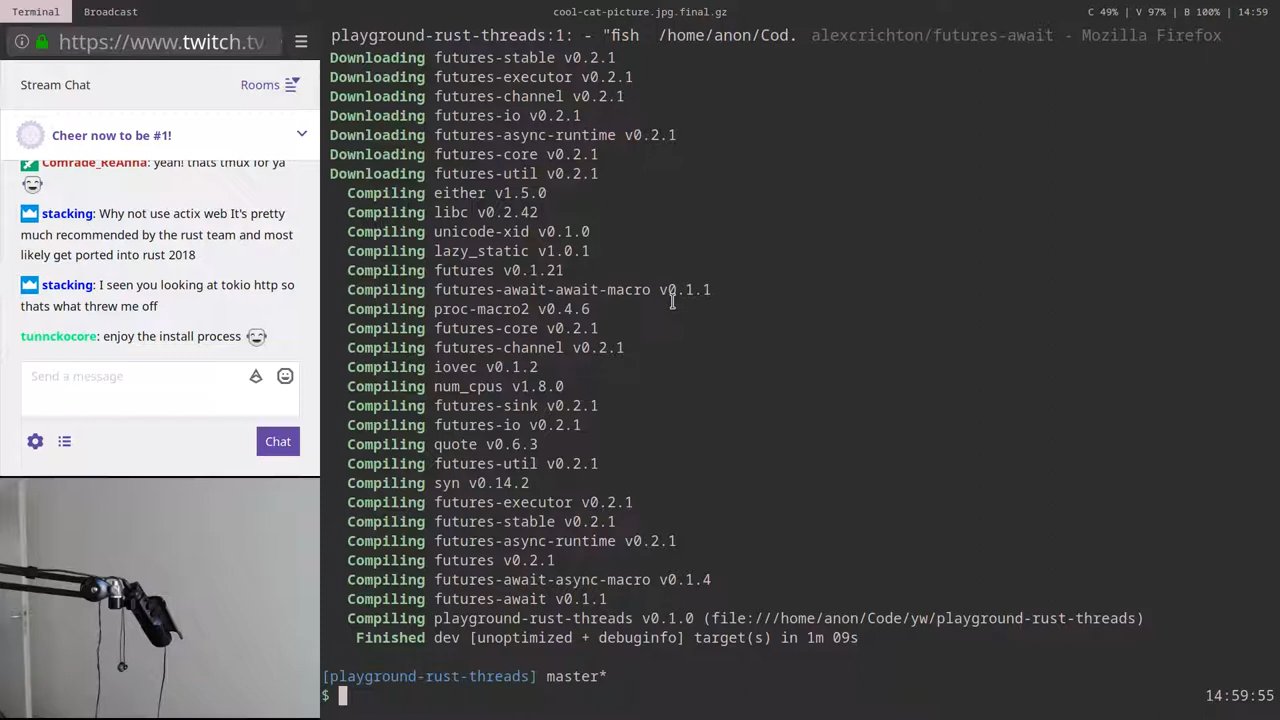 Terminal Broadcast
cool-cat-picture.jpg.final.gz
C 49% | V 97% | B 100% | 14:59
https://www.twitch.tv
Stream Chat
Rooms
Cheer now to be #1!
Comrade_ReAnna: yeah! thats tmux for ya
stacking: Why not use actix web It's pretty
much recommended by the rust team and most
likely get ported into rust 2018
stacking: I seen you looking at tokio http so
thats what threw me off
tunnckocore: enjoy the install process
Send a message
Chat
playground-rust-threads:1: - "fish /home/anon/Cod. alexcrichton/futures-await - Mozilla Firefox
Downloading futures-stable v0.2.1
Downloading futures-executor v0.2.1
Downloading futures-channel v0.2.1
Downloading futures-io v0.2.1
Downloading futures-async-runtime v0.2.1
Downloading futures-core v0.2.1
Downloading futures-util v0.2.1
Compiling either v1.5.0
Compiling libc v0.2.42
Compiling unicode-xid v0.1.0
Compiling lazy_static v1.0.1
Compiling futures v0.1.21
Compiling futures-await-await-macro v0.1.1
Compiling proc-macro2 v0.4.6
Compiling futures-core v0.2.1
Compiling futures-channel v0.2.1
Compiling iovec v0.1.2
Compiling num_cpus v1.8.0
Compiling futures-sink v0.2.1
Compiling futures-io v0.2.1
Compiling quote v0.6.3
Compiling futures-util v0.2.1
Compiling syn v0.14.2
Compiling futures-executor v0.2.1
Compiling futures-stable v0.2.1
Compiling futures-async-runtime v0.2.1
Compiling futures v0.2.1
Compiling futures-await-async-macro v0.1.4
Compiling futures-await v0.1.1
Compiling playground-rust-threads v0.1.0 (file:///home/anon/Code/yw/playground-rust-threads)
Finished dev [unoptimized + debuginfo] target(s) in 1m 09s
[playground-rust-threads] master*
$
14:59:55